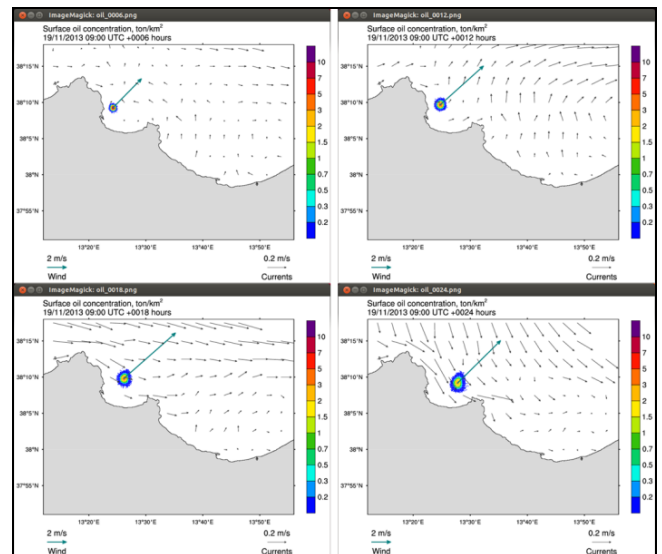 ImageMagick: oil_0006.png
Surface oil concentration, ton/km²
19/11/2013 09:00 UTC +0006 hours
38°15'N
38°10'N
38°5'N
38°N
37°55'N
13°20'E 13°30'E 13°40'E 13°50'E
10
7
5
3
2
1.5
1
0.7
0.5
0.3
0.2
2 m/s
Wind
0.2 m/s
Currents
ImageMagick: oil_0012.png
Surface oil concentration, ton/km²
19/11/2013 09:00 UTC +0012 hours
38°15'N
38°10'N
38°5'N
38°N
37°55'N
13°20'E 13°30'E 13°40'E 13°50'E
10
7
5
3
2
1.5
1
0.7
0.5
0.3
0.2
2 m/s
Wind
0.2 m/s
Currents
ImageMagick: oil_0018.png
Surface oil concentration, ton/km²
19/11/2013 09:00 UTC +0018 hours
38°15'N
38°10'N
38°5'N
38°N
37°55'N
13°20'E 13°30'E 13°40'E 13°50'E
10
7
5
3
2
1.5
1
0.7
0.5
0.3
0.2
2 m/s
Wind
0.2 m/s
Currents
ImageMagick: oil_0024.png
Surface oil concentration, ton/km²
19/11/2013 09:00 UTC +0024 hours
38°15'N
38°10'N
38°5'N
38°N
37°55'N
13°20'E 13°30'E 13°40'E 13°50'E
10
7
5
3
2
1.5
1
0.7
0.5
0.3
0.2
2 m/s
Wind
0.2 m/s
Currents